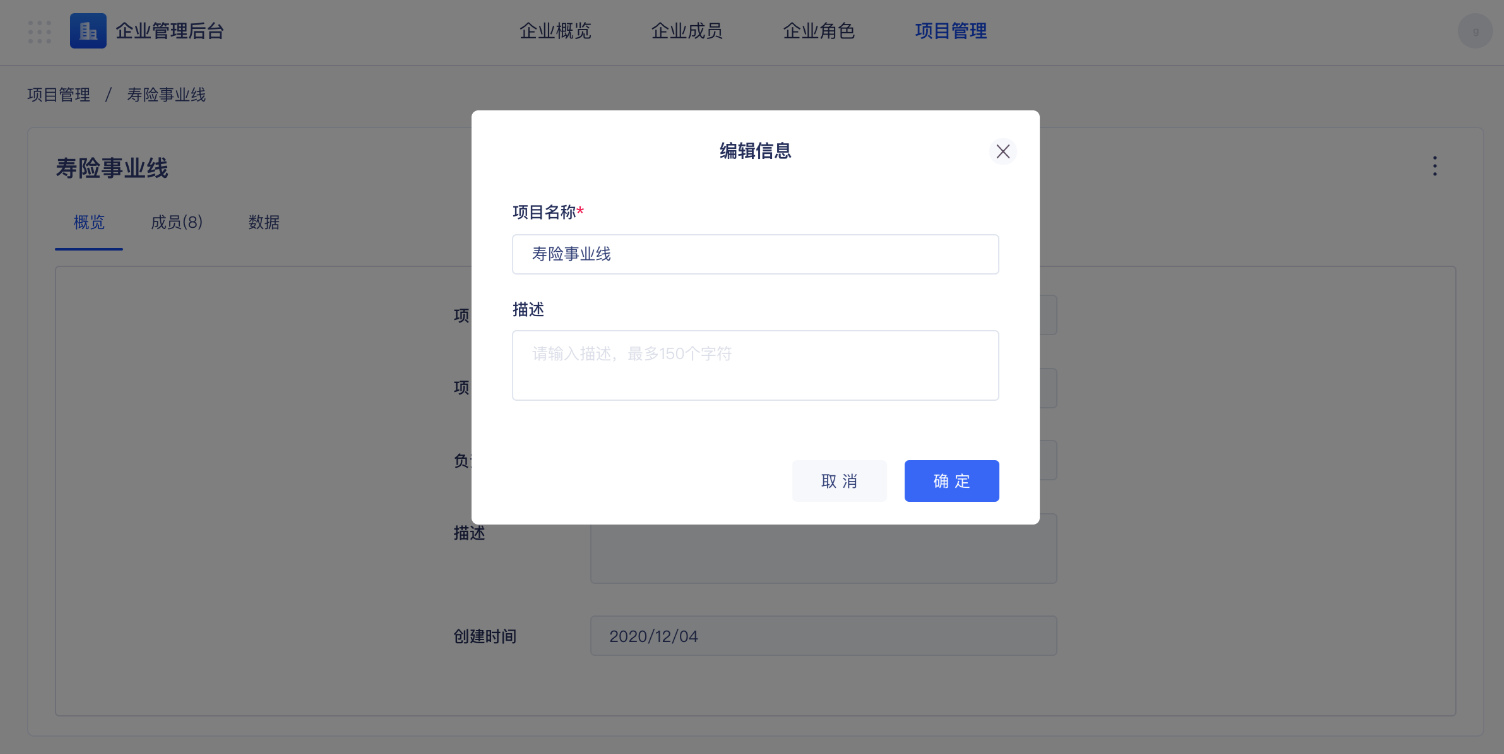 企业管理后台
企业概览 企业成员 企业角色 项目管理
项目管理 / 寿险事业线
寿险事业线
概览 成员(8) 数据
编辑信息
项目名称*
寿险事业线
描述
请输入描述，最多150个字符
取 消 确 定
项
项
负
描述
创建时间 2020/12/04